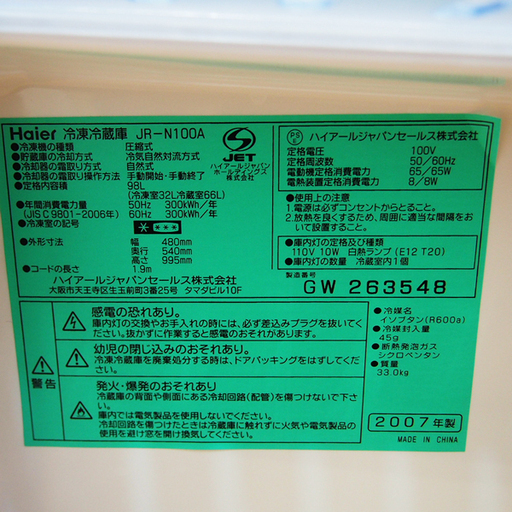 Haier 冷凍冷蔵庫 JR-N100A
●冷凍機の種類 圧縮式
●貯蔵庫の冷却方式 冷気自然対流方式
●冷却器の霜取り方式 自然式
●冷却器の霜取り操作方法 手動開始・手動終了
●定格内容積 98L
(冷凍室32L冷蔵室66L)
●年間消費電力量 50Hz 300kWh/年
(JIS C 9801-2006年) 60Hz 300kWh/年
●冷凍室の記号
●外形寸法 幅 480mm
奥行 540mm
高さ 995mm
●コードの長さ 1.9m
ハイアールジャパンセールス株式会社
大阪市天王寺区生玉前町3番25号 タマダビル10F
JET
ハイアールジャパン
ホールディングス
株式会社
PS
E
ハイアールジャパンセールス株式会社
定格電圧 100V
定格周波数 50/60Hz
電動機定格消費電力 65/65W
電熱装置定格消費電力 8/8W
●使用上の注意
1.電源は必ずコンセントからとること。
2.放熱を良くするため、周囲に適当な間隔をお
いて設置すること。
●庫内灯の定格及び種類
110V 10W 白熱ランプ(E12 T20)
●庫内灯の数量 冷蔵室内1個
製造番号
GW 263548
警告
感電の恐れあり。
庫内灯の交換やお手入れの時は、必ず差込みプラグを抜いてく
ださい。抜かずに作業すると感電のおそれがあります。
幼児の閉じ込めのおそれあり
冷凍冷蔵庫を廃棄処分する時は、ドアパッキングをはずしてくだ
さい。
発火・爆発のおそれあり
冷蔵庫の背面や側面にある冷却回路(配管)を傷つけないで下さ
い。
庫内では電気製品を使用しないでください。
冷却回路を傷つけたときは冷蔵庫に触れずに火気や電気製品の
使用を避け窓を開け換気してください。
●冷媒名
イソブタン(R600a)
●冷媒封入量
45g
●断熱発泡ガス
シクロペンタン
●質量
33.0kg
2007年製
MADE IN CHINA